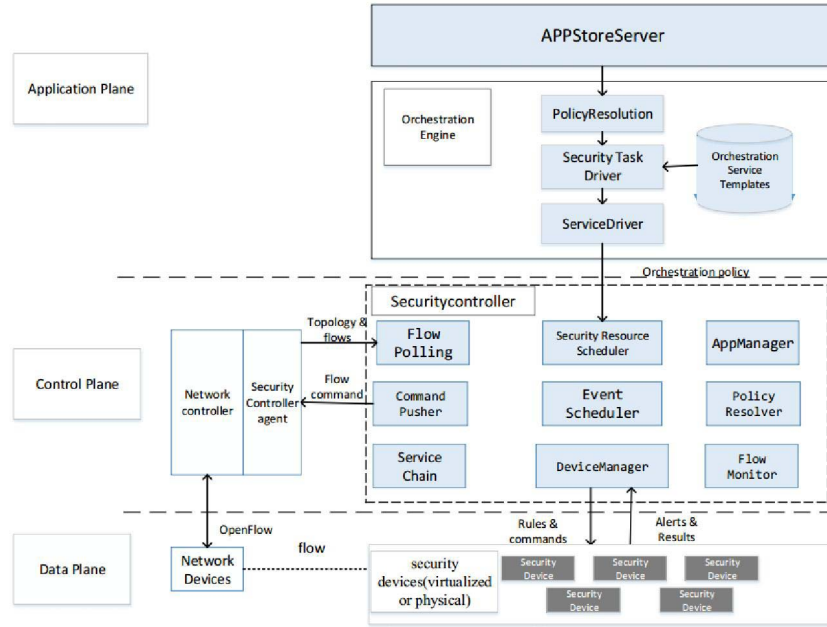 APPStoreServer
Application Plane
Orchestration
Engine
PolicyResolution
Security Task
Driver
Orchestration
Service
Templates
ServiceDriver
Orchestration policy
Securitycontroller
Topology &
flows
Flow
Polling
Security Resource
Scheduler
AppManager
Control Plane
Network
controller
Security
Controller
agent
Flow
command
Command
Pusher
Event
Scheduler
Policy
Resolver
Service
Chain
DeviceManager
Flow
Monitor
OpenFlow
Rules &
commands
Alerts &
Results
Data Plane
Network
Devices
flow
security
devices(virtualized
or physical)
Security
Device
Security
Device
Security
Device
Security
Device
Security
Device